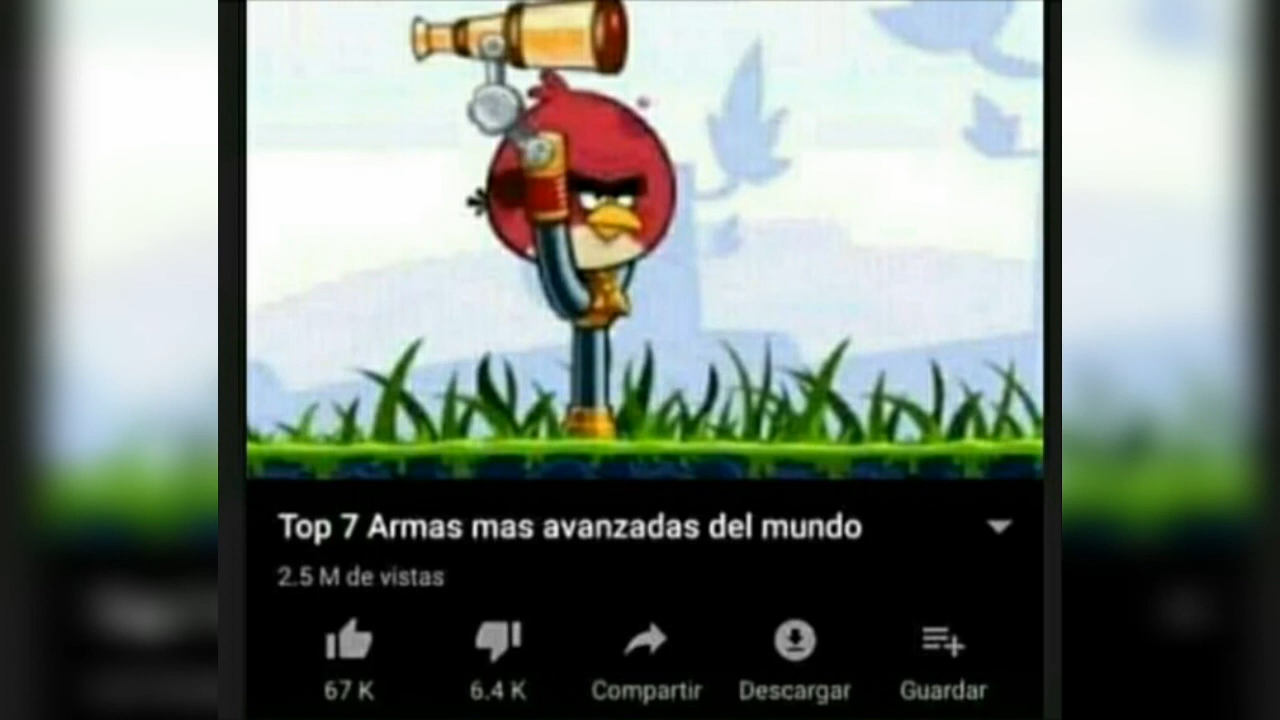 Top 7 Armas mas avanzadas del mundo
2.5 M de vistas
67 K
6.4 K
Compartir
Descargar
Guardar